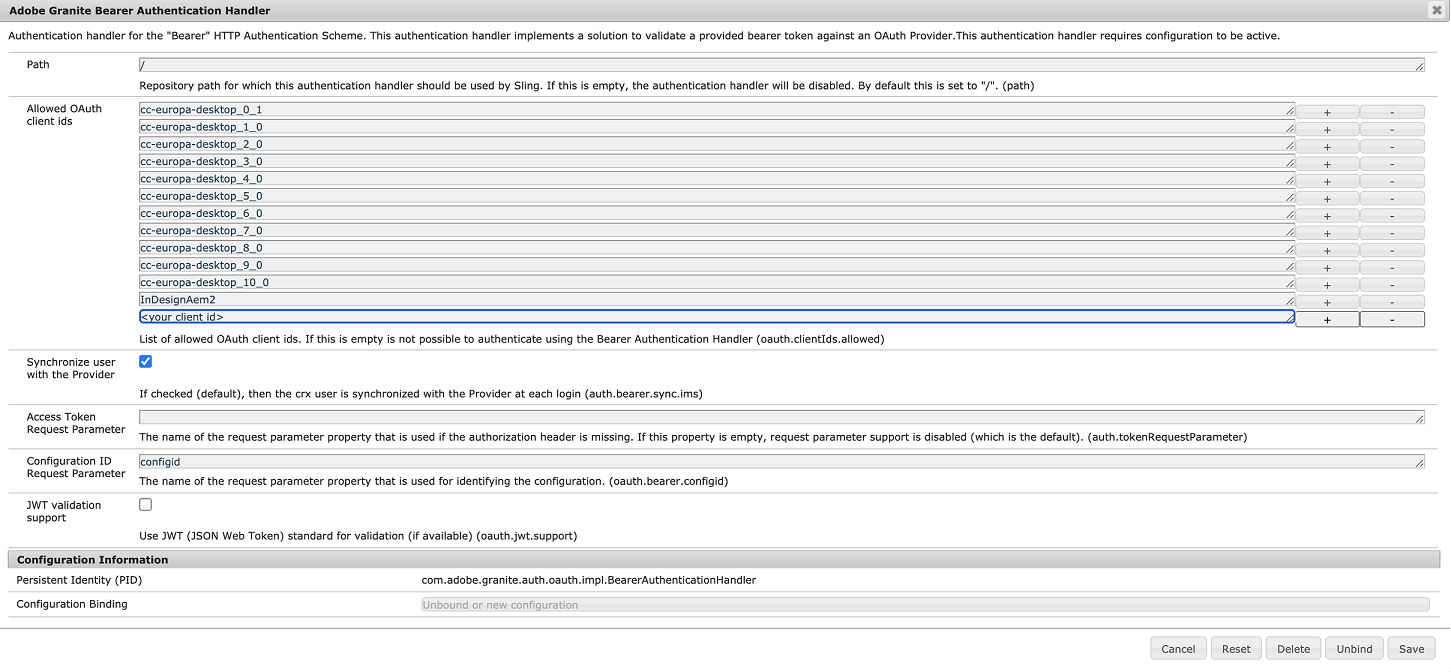 Adobe Granite Bearer Authentication Handler
Authentication handler for the "Bearer" HTTP Authentication Scheme. This authentication handler implements a solution to validate a provided bearer token against an OAuth Provider.This authentication handler requires configuration to be active.
Path
/
Repository path for which this authentication handler should be used by Sling. If this is empty, the authentication handler will be disabled. By default this is set to "/". (path)
Allowed OAuth
client ids
cc-europa-desktop_0_1 + -
cc-europa-desktop_1_0 + -
cc-europa-desktop_2_0 + -
cc-europa-desktop_3_0 + -
cc-europa-desktop_4_0 + -
cc-europa-desktop_5_0 + -
cc-europa-desktop_6_0 + -
cc-europa-desktop_7_0 + -
cc-europa-desktop_8_0 + -
cc-europa-desktop_9_0 + -
cc-europa-desktop_10_0 + -
InDesignAem2 + -
<your client id> + -
List of allowed OAuth client ids. If this is empty is not possible to authenticate using the Bearer Authentication Handler (oauth.clientIds.allowed)
Synchronize user
with the Provider
If checked (default), then the crx user is synchronized with the Provider at each login (auth.bearer.sync.ims)
Access Token
Request Parameter
The name of the request parameter property that is used if the authorization header is missing. If this property is empty, request parameter support is disabled (which is the default). (auth.tokenRequestParameter)
Configuration ID
Request Parameter
configid
The name of the request parameter property that is used for identifying the configuration. (oauth.bearer.configid)
JWT validation
support
Use JWT (JSON Web Token) standard for validation (if available) (oauth.jwt.support)
Configuration Information
Persistent Identity (PID) com.adobe.granite.auth.oauth.impl.BearerAuthenticationHandler
Configuration Binding Unbound or new configuration
Cancel Reset Delete Unbind Save